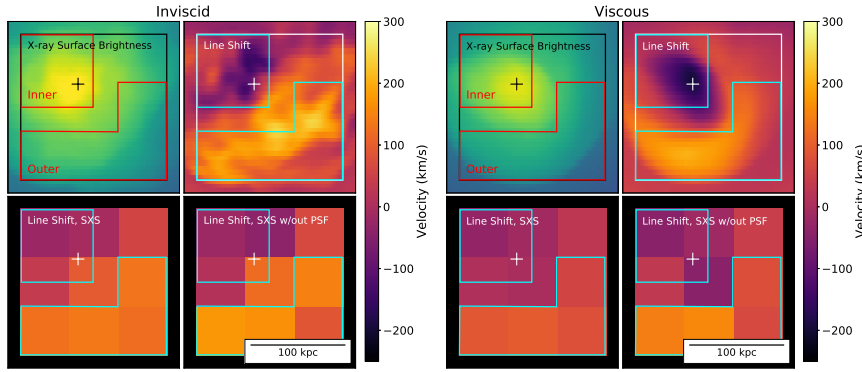 Inviscid
Viscous
X-ray Surface Brightness
Inner
Outer
Line Shift
300
200
100
0
−100
−200
Velocity (km/s)
X-ray Surface Brightness
Inner
Outer
Line Shift
300
200
100
0
−100
−200
Velocity (km/s)
Line Shift, SXS
Line Shift, SXS w/out PSF
100 kpc
Line Shift, SXS
Line Shift, SXS w/out PSF
100 kpc